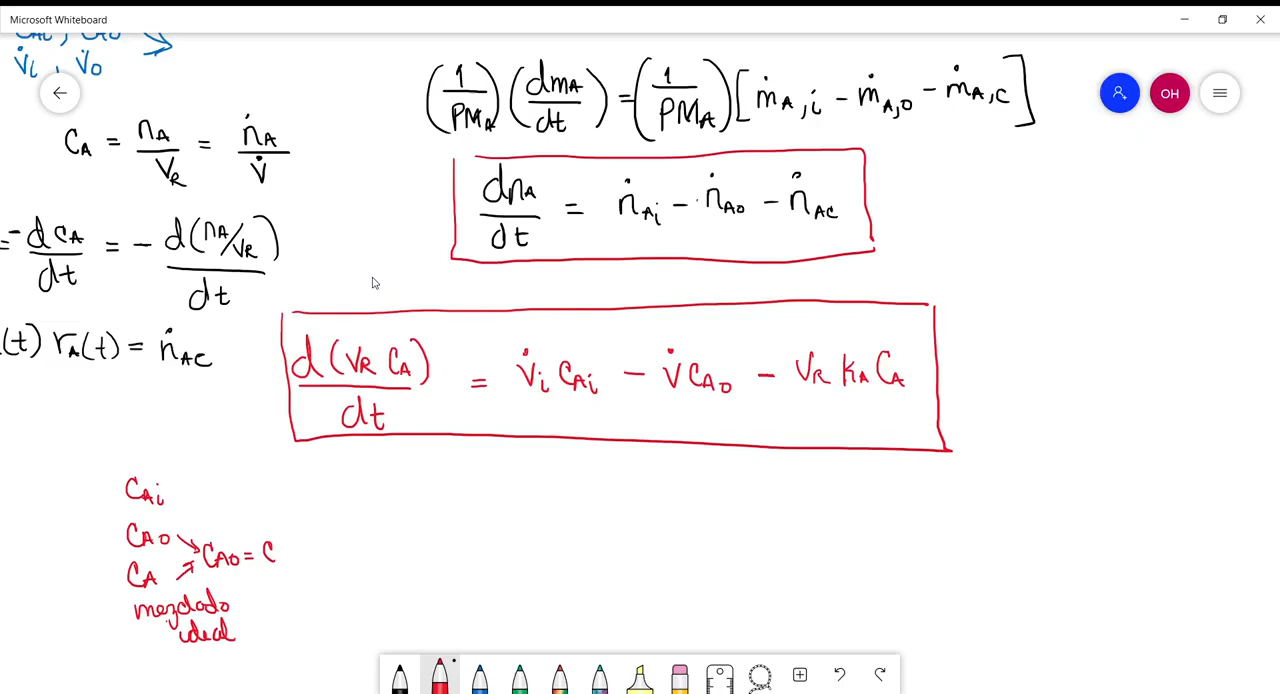 Microsoft Whiteboard
V̇i , V̇o
(1/PMA) (dmA/dt) = (1/PMA) [ṁA,i − ṁA,o − ṁA,c]
OH
CA = nA/VR = ṅA/V̇
dnA/dt = ṅAi − ṅAo − ṅAC
= −dCA/dt = − d(nA/VR)/dt
(t) rA(t) = ṅAC
d(VR CA)/dt = V̇i CAi − V̇ CAo − VR kA CA
CAi
CAo
CAo = C
CA
mezclado
ideal